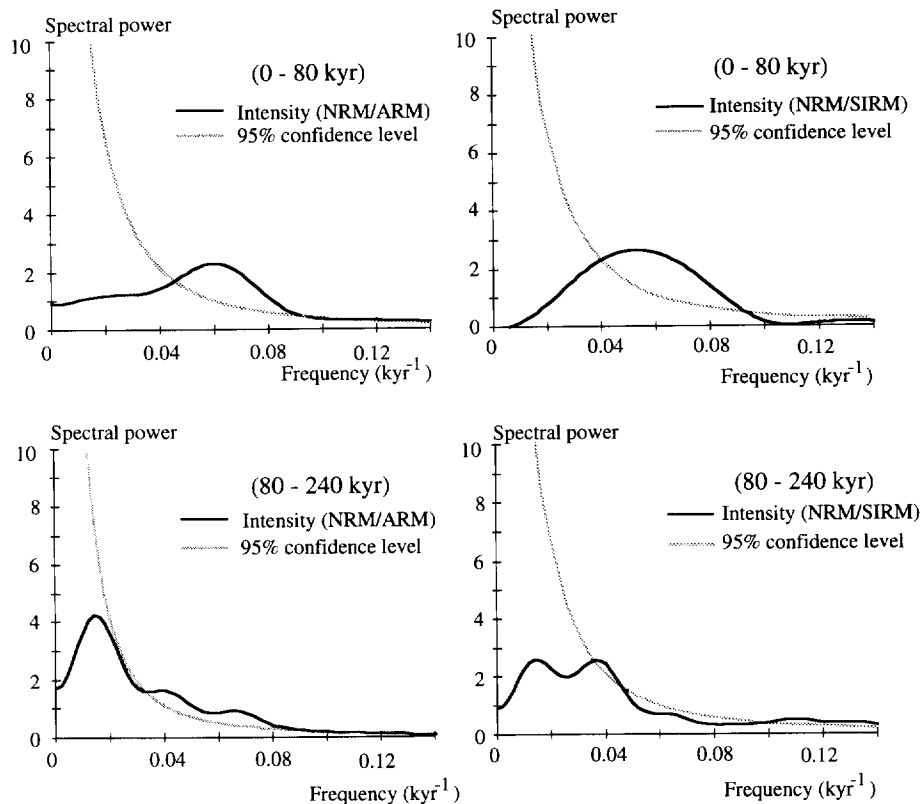 Spectral power
10
8
6
4
2
0
(0 - 80 kyr)
Intensity (NRM/ARM)
95% confidence level
0 0.04 0.08 0.12
Frequency (kyr-1)
Spectral power
10
8
6
4
2
0
(0 - 80 kyr)
Intensity (NRM/SIRM)
95% confidence level
0 0.04 0.08 0.12
Frequency (kyr-1)
Spectral power
10
8
6
4
2
0
(80 - 240 kyr)
Intensity (NRM/ARM)
95% confidence level
0 0.04 0.08 0.12
Frequency (kyr-1)
Spectral power
10
8
6
4
2
0
(80 - 240 kyr)
Intensity (NRM/SIRM)
95% confidence level
0 0.04 0.08 0.12
Frequency (kyr-1)